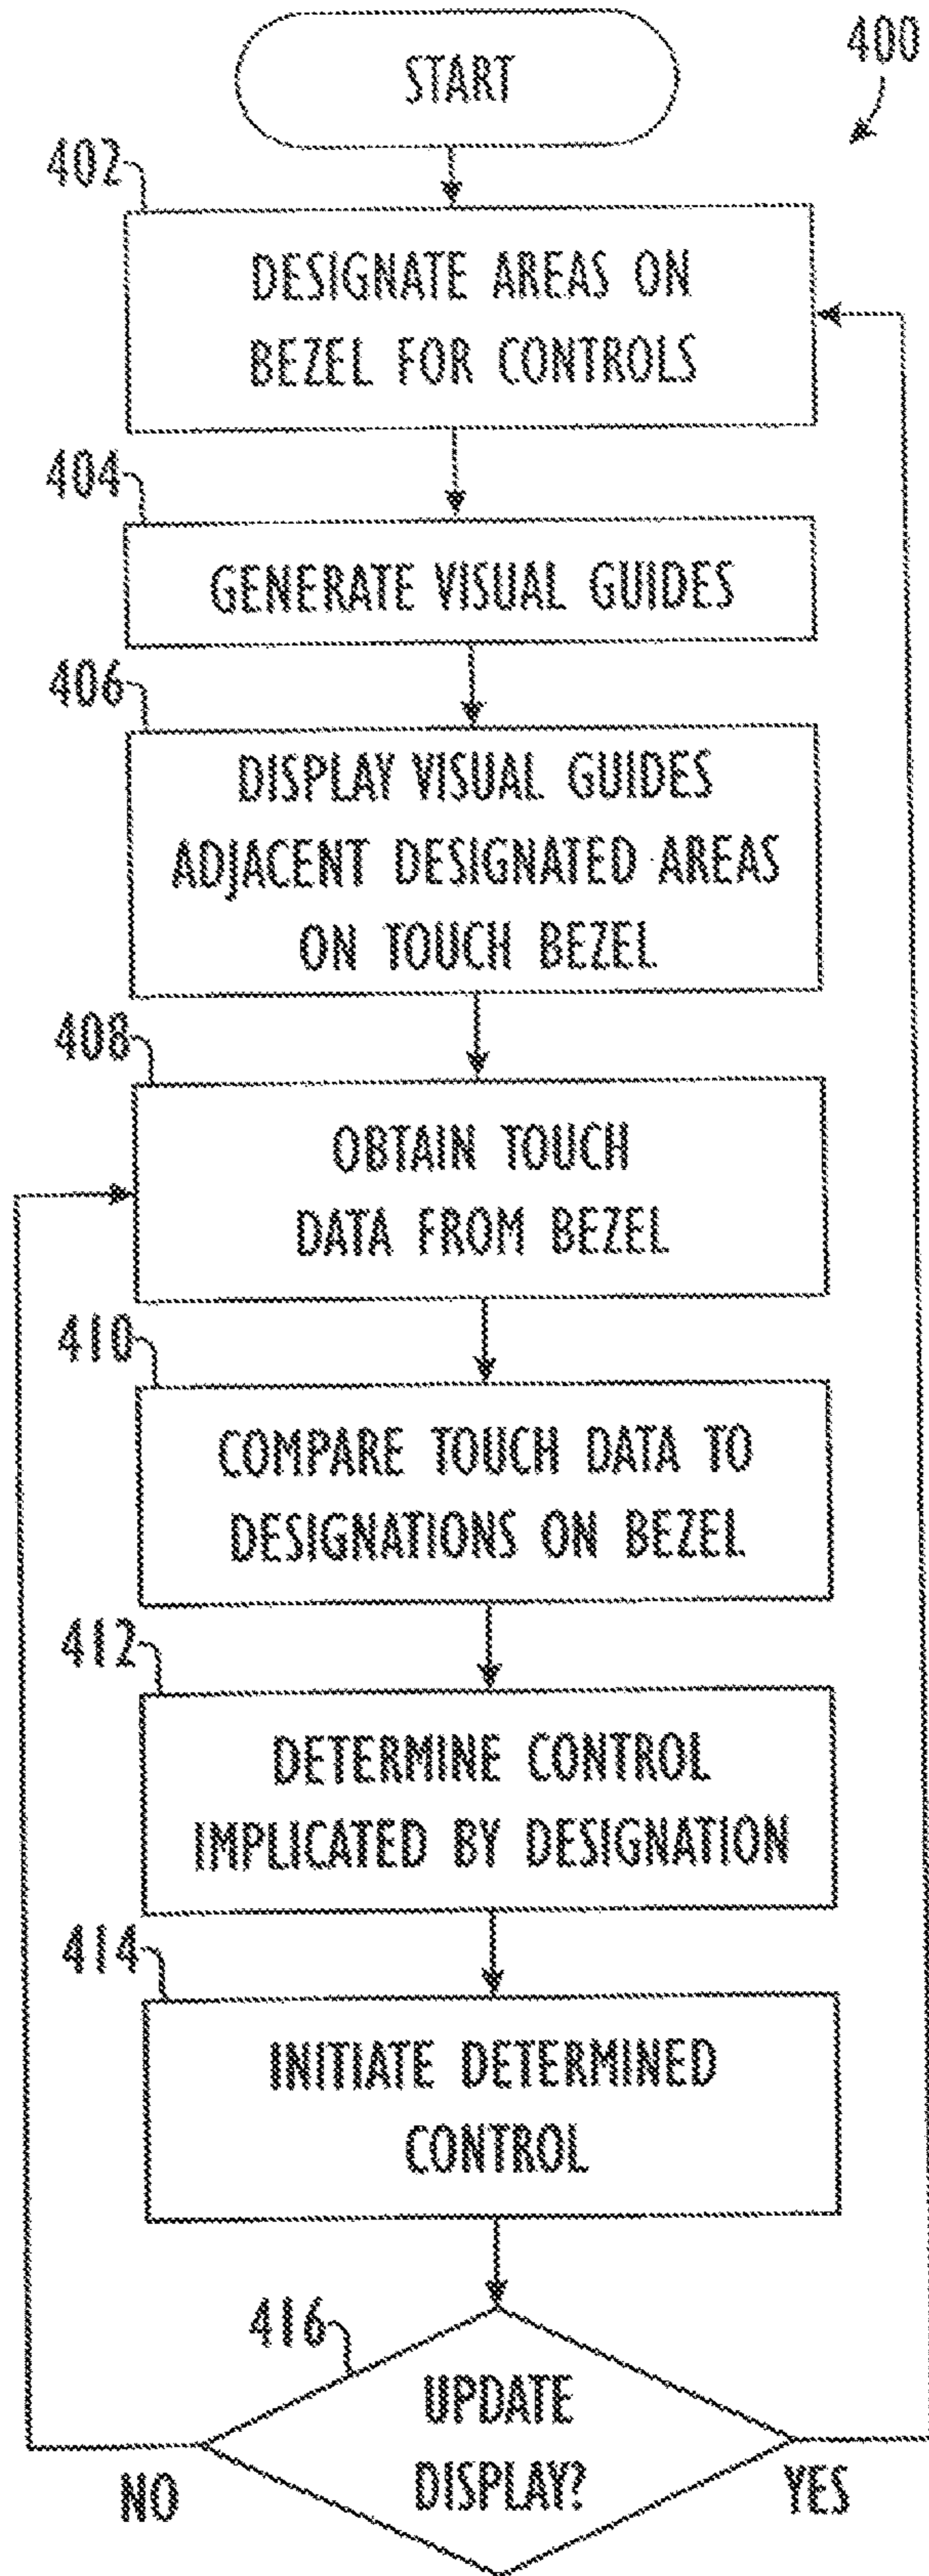 START
400
402
DESIGNATE AREAS ON
BEZEL FOR CONTROLS
404
GENERATE VISUAL GUIDES
406
DISPLAY VISUAL GUIDES
ADJACENT DESIGNATED AREAS
ON TOUCH BEZEL
408
OBTAIN TOUCH
DATA FROM BEZEL
410
COMPARE TOUCH DATA TO
DESIGNATIONS ON BEZEL
412
DETERMINE CONTROL
IMPLICATED BY DESIGNATION
414
INITIATE DETERMINED
CONTROL
416
UPDATE
DISPLAY?
NO
YES